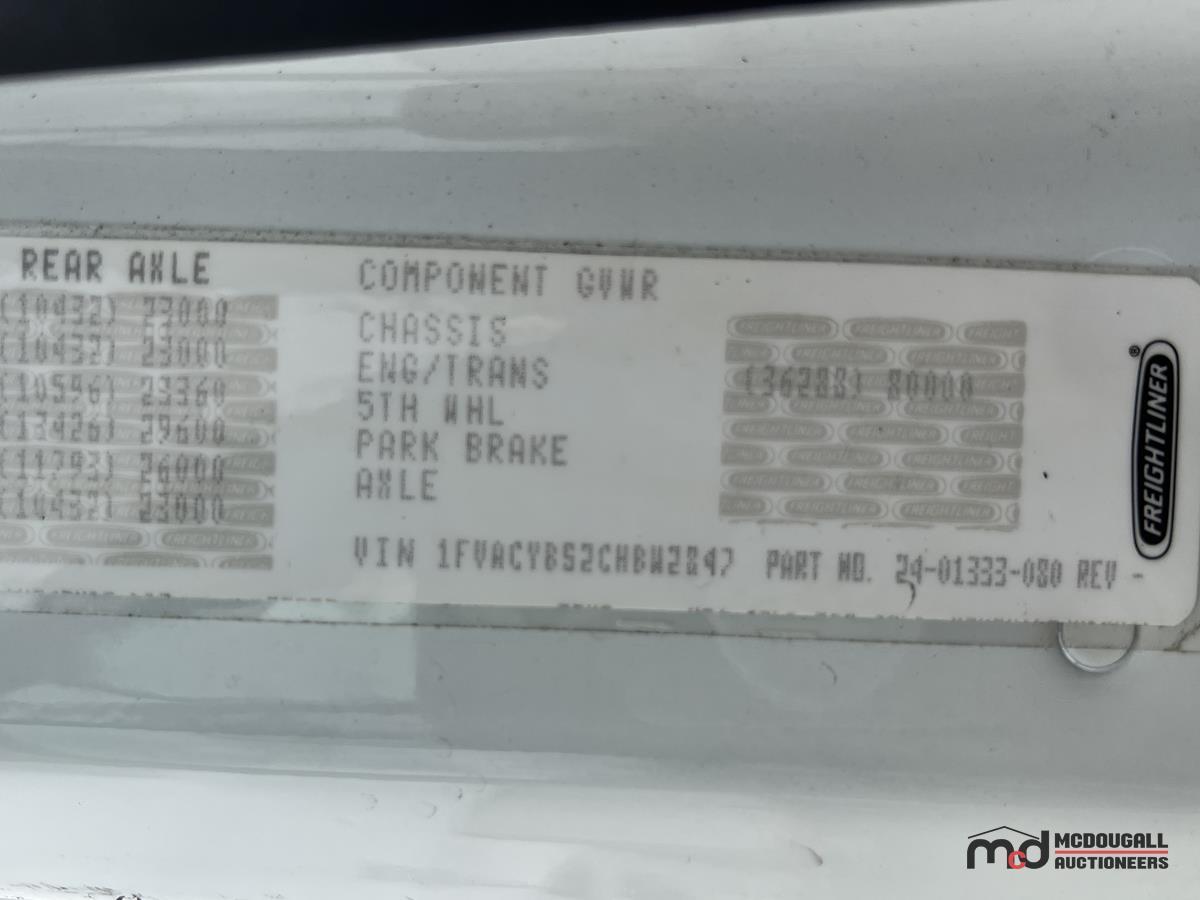 REAR AXLE
(10432) 23000
(10432) 23000
(10596) 23360
(13426) 29600
(11793) 26000
(10432) 23000
COMPONENT GVWR
CHASSIS
ENG/TRANS (36288) 80000
5TH WHL
PARK BRAKE
AXLE
VIN 1FVACYBS2CHBW2847 PART NO. 24-01333-080 REV -
FREIGHTLINER
MCDOUGALL
AUCTIONEERS